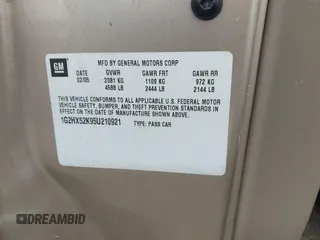 GM
MFD BY GENERAL MOTORS CORP
DATE GVWR GAWR FRT GAWR RR
02/05 2081 KG 1109 KG 972 KG
4588 LB 2444 LB 2144 LB
THIS VEHICLE CONFORMS TO ALL APPLICABLE U.S. FEDERAL MOTOR
VEHICLE SAFETY, BUMPER, AND THEFT PREVENTION STANDARDS IN
EFFECT ON THE DATE OF MANUFACTURE SHOWN ABOVE.
1G2HX52K95U210921 TYPE: PASS CAR
DREAMBID